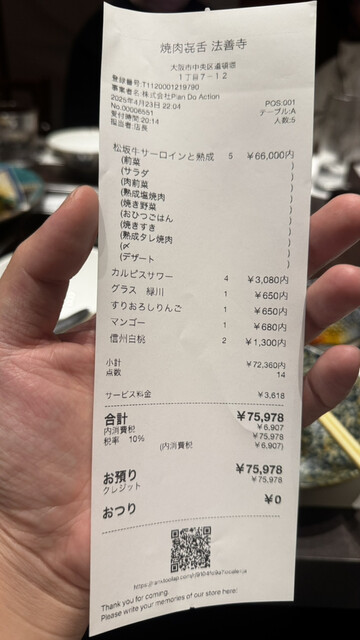 焼肉㐂舌 法善寺
大阪市中央区道頓堀
1丁目7-12
登録番号:T1120001219790
事業者名:株式会社Plan Do Action
2025年4月23日 22:04 POS:001
No.00006551 テーブル:A
受付時間:20:14 人数:5
担当者:店長
松坂牛サーロインと熟成 5 ¥66,000内
(前菜 )
(サラダ )
(肉前菜 )
(熟成塩焼肉 )
(焼き野菜 )
(おひつごはん )
(焼きすき )
(熟成タレ焼肉 )
(〆 )
(デザート )
カルピスサワー 4 ¥3,080内
グラス 緑川 1 ¥650内
すりおろしりんご 1 ¥650内
マンゴー 1 ¥680内
信州白桃 2 ¥1,300内
小計 ¥72,360内
点数 14
サービス料金 ¥3,618
合計 ¥75,978
内消費税 ¥6,907
税率 10% ¥75,978
(内消費税 ¥6,907)
お預り ¥75,978
クレジット ¥75,978
おつり ¥0
Thank you for coming.
Please write your memories of our store here!